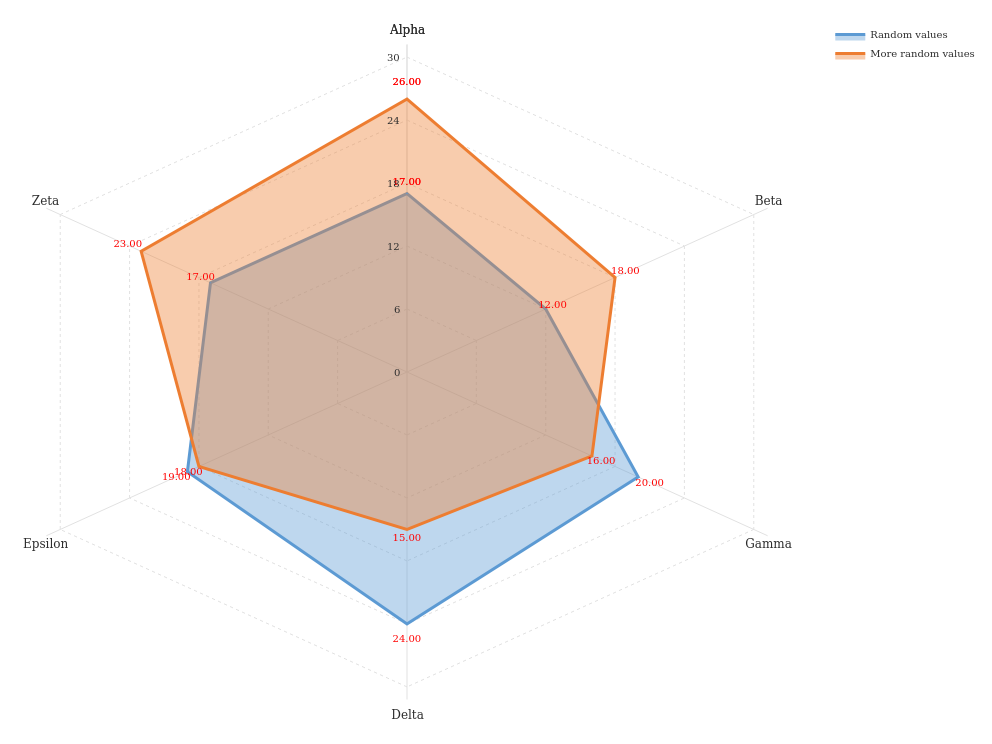 Alpha
Random values
More random values
30
26.00
24
18
17.00
Zeta
Beta
23.00
18.00
17.00
12
12.00
6
0
16.00
18.00
19.00
20.00
15.00
Epsilon
Gamma
24.00
Delta